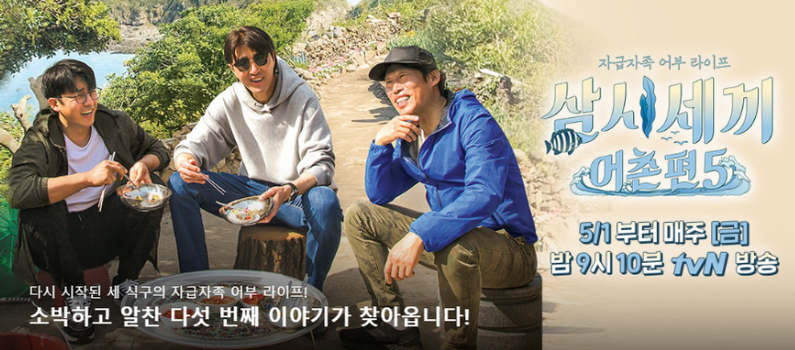 자급자족 어부 라이프
삼시세끼
어촌편5
5/1 부터 매주 [금]
밤 9시 10분 tvN 방송
다시 시작된 세 식구의 자급자족 어부 라이프!
소박하고 알찬 다섯 번째 이야기가 찾아옵니다!